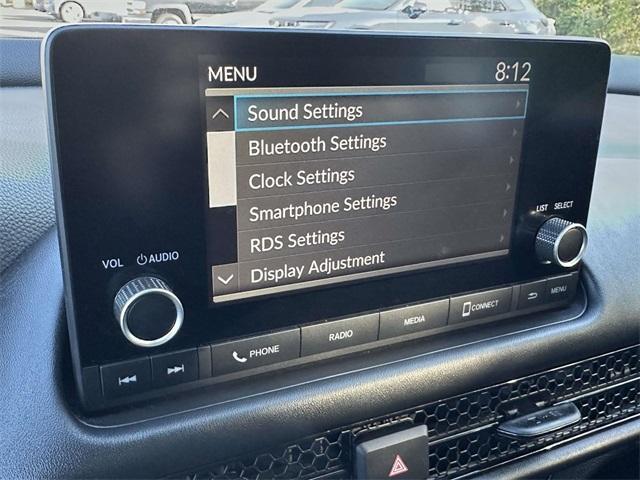 MENU 8:12
Sound Settings
Bluetooth Settings
Clock Settings
Smartphone Settings
RDS Settings
Display Adjustment
VOL AUDIO
LIST SELECT
PHONE
RADIO
MEDIA
CONNECT
MENU